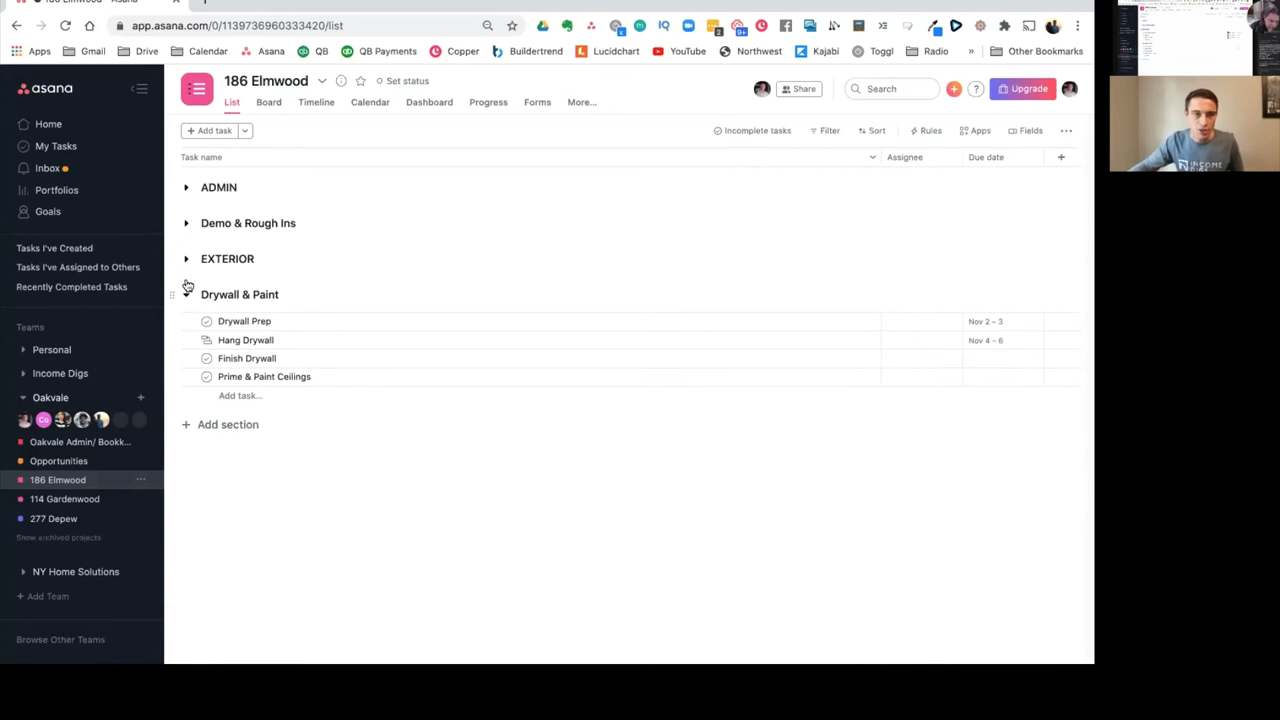 186 Elmwood - Asana
app.asana.com/0/1139736960313420/list
Apps Gmail Drive Calendar QB QB Payments Copper Buildertrend Lucidchart YouTube Northwest Kajabi Toggl Radio » Other Bookmarks
asana
186 Elmwood Set status
Share Search ? Upgrade
List Board Timeline Calendar Dashboard Progress Forms More...
Home
My Tasks
Inbox
Portfolios
Goals
Tasks I've Created
Tasks I've Assigned to Others
Recently Completed Tasks
Teams
Personal
Income Digs
Oakvale
Co
Oakvale Admin/ Bookk...
Opportunities
186 Elmwood
114 Gardenwood
277 Depew
Show archived projects
NY Home Solutions
+ Add Team
Browse Other Teams
+ Add task Incomplete tasks Filter Sort Rules Apps Fields
Task name Assignee Due date +
ADMIN
Demo & Rough Ins
EXTERIOR
Drywall & Paint
Drywall Prep Nov 2 – 3
Hang Drywall Nov 4 – 6
Finish Drywall
Prime & Paint Ceilings
Add task...
+ Add section
INCOME
DIGS